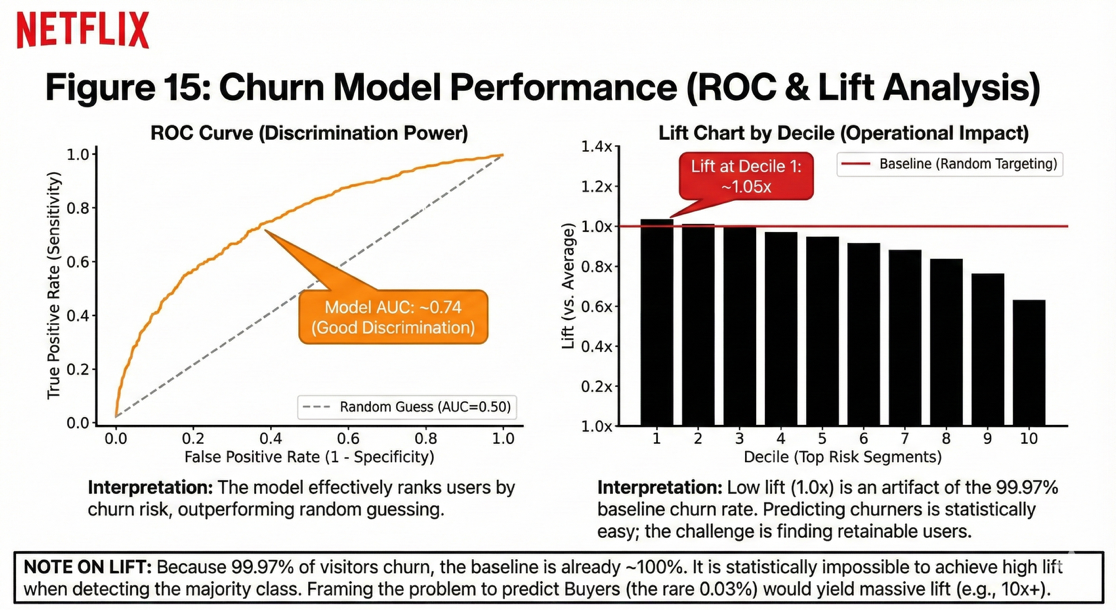 NETFLIX
Figure 15: Churn Model Performance (ROC & Lift Analysis)
ROC Curve (Discrimination Power)
True Positive Rate (Sensitivity)
1.0
0.8
0.6
0.4
0.2
0.0
Model AUC: ~0.74
(Good Discrimination)
Random Guess (AUC=0.50)
0.0 0.2 0.4 0.6 0.8 1.0
False Positive Rate (1 - Specificity)
Interpretation: The model effectively ranks users by
churn risk, outperforming random guessing.
Lift Chart by Decile (Operational Impact)
Lift (vs. Average)
1.4x
1.2x
1.0x
0.8x
0.6x
0.4x
0.2x
1.0x
Lift at Decile 1:
~1.05x
Baseline (Random Targeting)
1 2 3 4 5 6 7 8 9 10
Decile (Top Risk Segments)
Interpretation: Low lift (1.0x) is an artifact of the 99.97%
baseline churn rate. Predicting churners is statistically
easy; the challenge is finding retainable users.
NOTE ON LIFT: Because 99.97% of visitors churn, the baseline is already ~100%. It is statistically impossible to achieve high lift
when detecting the majority class. Framing the problem to predict Buyers (the rare 0.03%) would yield massive lift (e.g., 10x+).